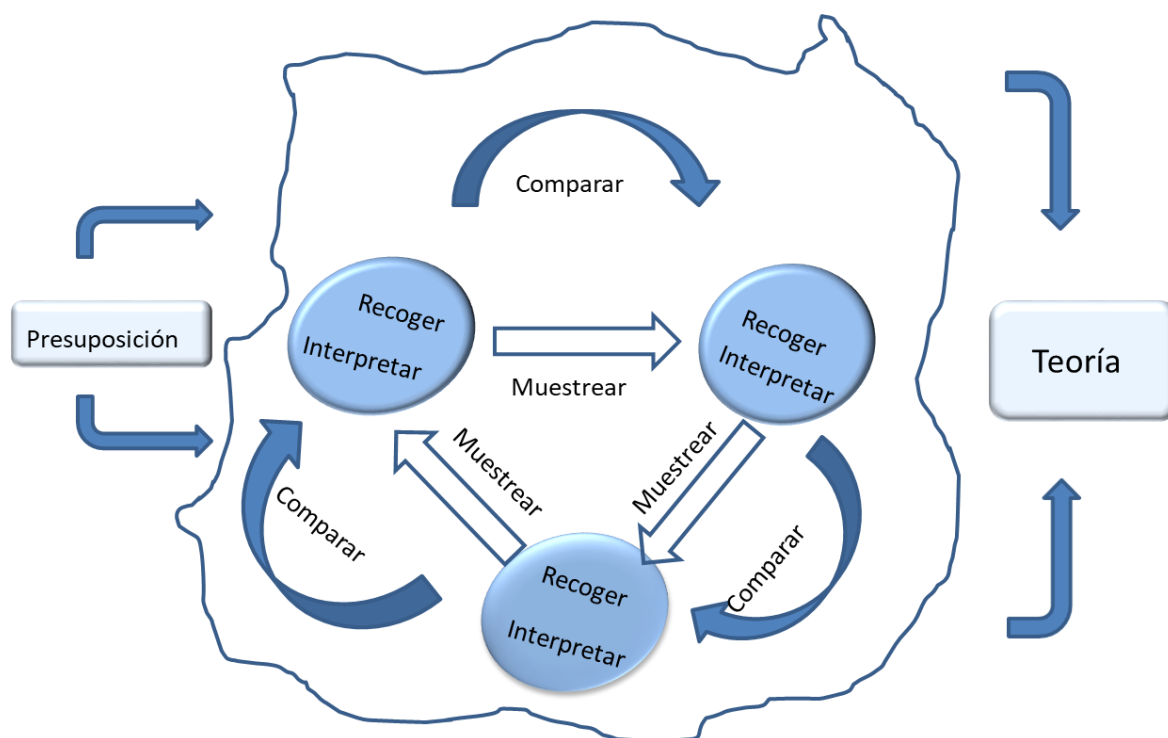 Comparar
Presuposición
Recoger
Interpretar
Muestrear
Recoger
Interpretar
Teoría
Muestrear
Muestrear
Comparar
Comparar
Recoger
Interpretar